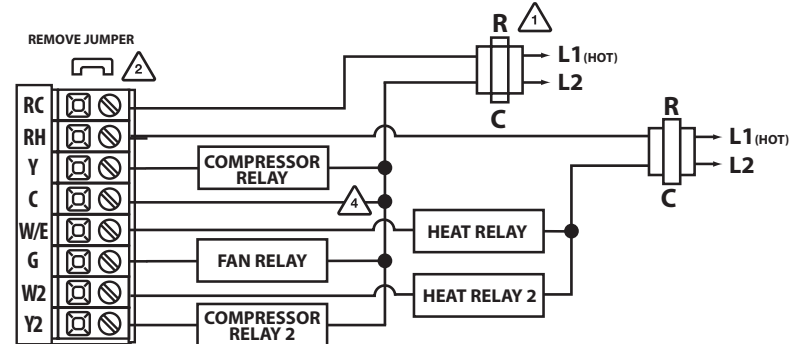 REMOVE JUMPER
2
R
1
L1(HOT)
L2
C
RC
RH
Y
C
W/E
G
W2
Y2
COMPRESSOR
RELAY
4
FAN RELAY
COMPRESSOR
RELAY 2
HEAT RELAY
HEAT RELAY 2
R
L1(HOT)
L2
C